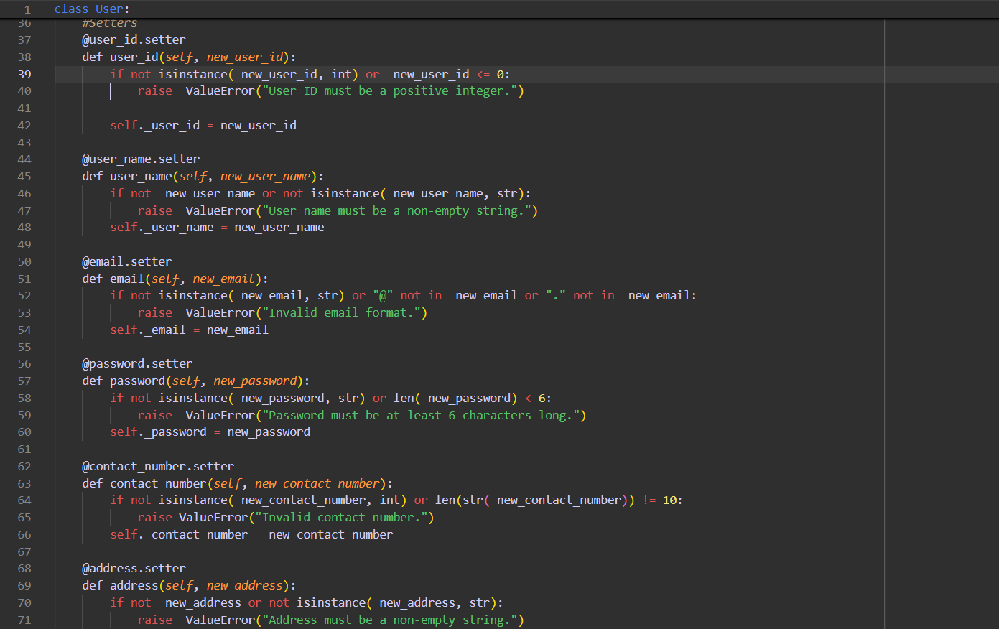 1 class User:
36 #Setters
37 @user_id.setter
38 def user_id(self, new_user_id):
39 if not isinstance( new_user_id, int) or  new_user_id <= 0:
40 raise  ValueError("User ID must be a positive integer.")
41
42 self._user_id = new_user_id
43
44 @user_name.setter
45 def user_name(self, new_user_name):
46 if not  new_user_name or not isinstance( new_user_name, str):
47 raise  ValueError("User name must be a non-empty string.")
48 self._user_name = new_user_name
49
50 @email.setter
51 def email(self, new_email):
52 if not isinstance( new_email, str) or "@" not in  new_email or "." not in  new_email:
53 raise  ValueError("Invalid email format.")
54 self._email = new_email
55
56 @password.setter
57 def password(self, new_password):
58 if not isinstance( new_password, str) or len( new_password) < 6:
59 raise  ValueError("Password must be at least 6 characters long.")
60 self._password = new_password
61
62 @contact_number.setter
63 def contact_number(self, new_contact_number):
64 if not isinstance( new_contact_number, int) or len(str( new_contact_number)) != 10:
65 raise ValueError("Invalid contact number.")
66 self._contact_number = new_contact_number
67
68 @address.setter
69 def address(self, new_address):
70 if not  new_address or not isinstance( new_address, str):
71 raise  ValueError("Address must be a non-empty string.")